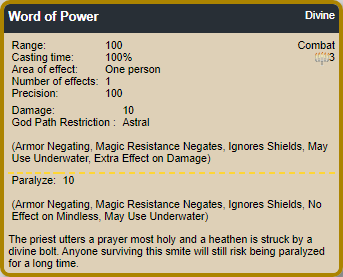 Word of Power Divine
Range: 100 Combat
Casting time: 100% 3
Area of effect: One person
Number of effects: 1
Precision: 100
Damage: 10
God Path Restriction : Astral
(Armor Negating, Magic Resistance Negates, Ignores Shields, May
Use Underwater, Extra Effect on Damage)
Paralyze: 10
(Armor Negating, Magic Resistance Negates, Ignores Shields, No
Effect on Mindless, May Use Underwater)
The priest utters a prayer most holy and a heathen is struck by a
divine bolt. Anyone surviving this smite will still risk being paralyzed
for a long time.